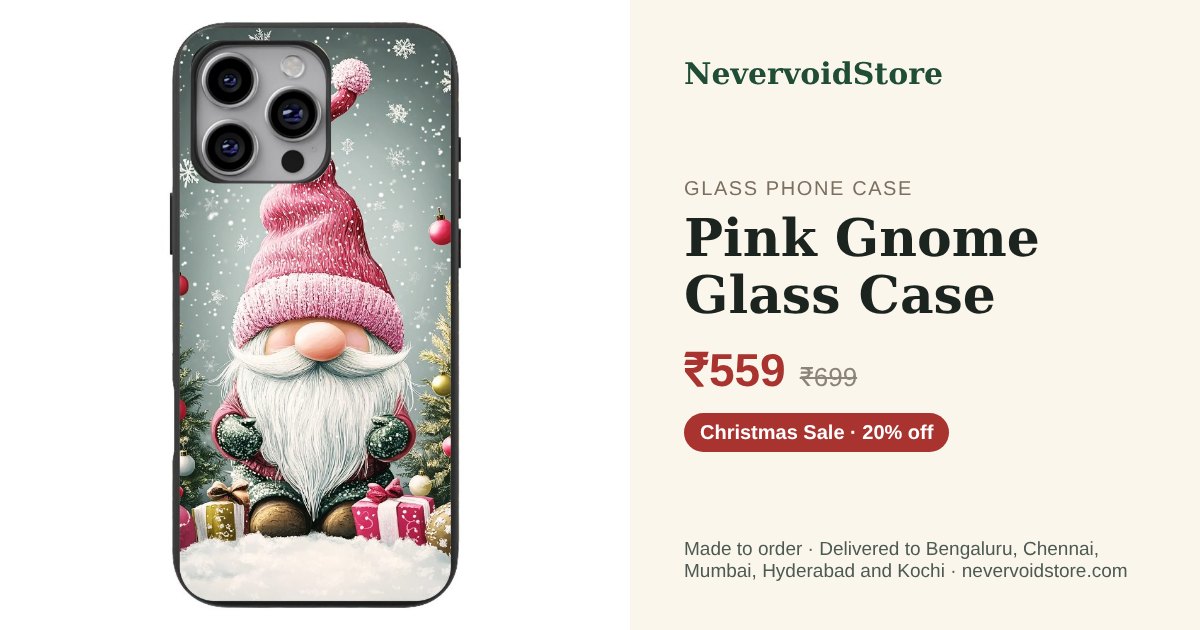 NevervoidStore
GLASS PHONE CASE
Pink Gnome
Glass Case
₹559 ₹699
Christmas Sale · 20% off
Made to order · Delivered to Bengaluru, Chennai,
Mumbai, Hyderabad and Kochi · nevervoidstore.com